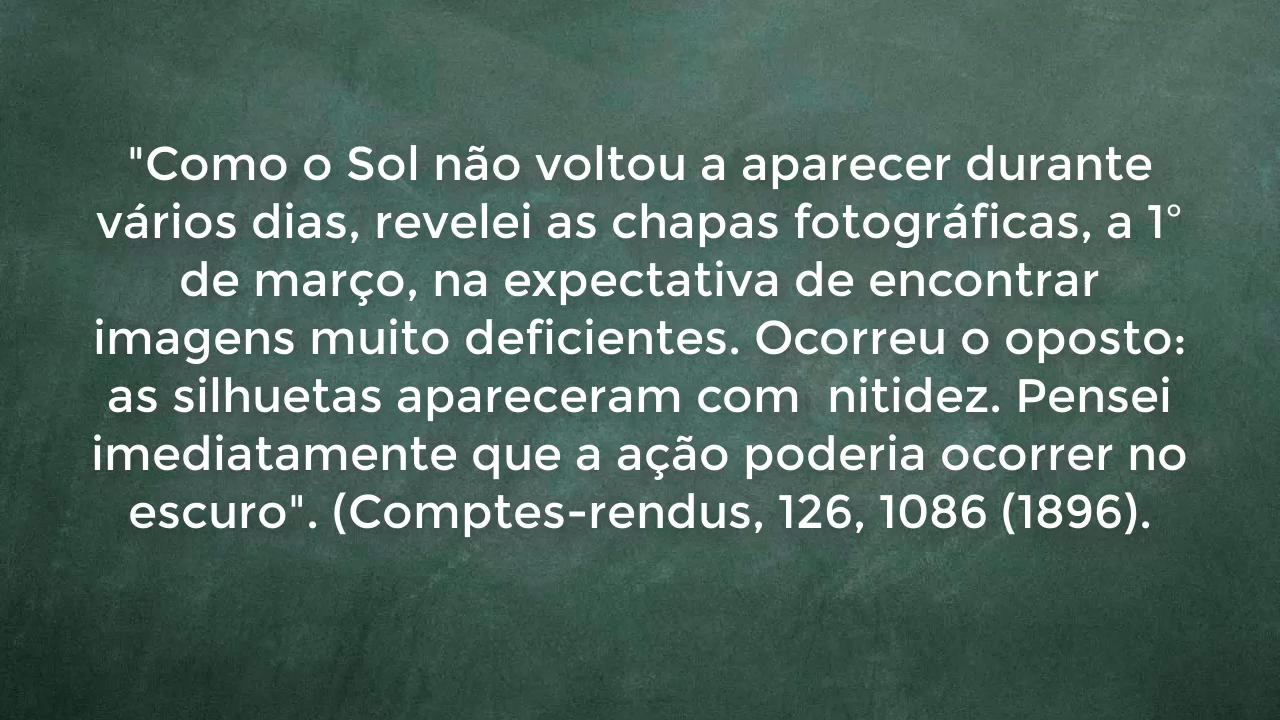 "Como o Sol não voltou a aparecer durante
vários dias, revelei as chapas fotográficas, a 1°
de março, na expectativa de encontrar
imagens muito deficientes. Ocorreu o oposto:
as silhuetas apareceram com  nitidez. Pensei
imediatamente que a ação poderia ocorrer no
escuro". (Comptes-rendus, 126, 1086 (1896).